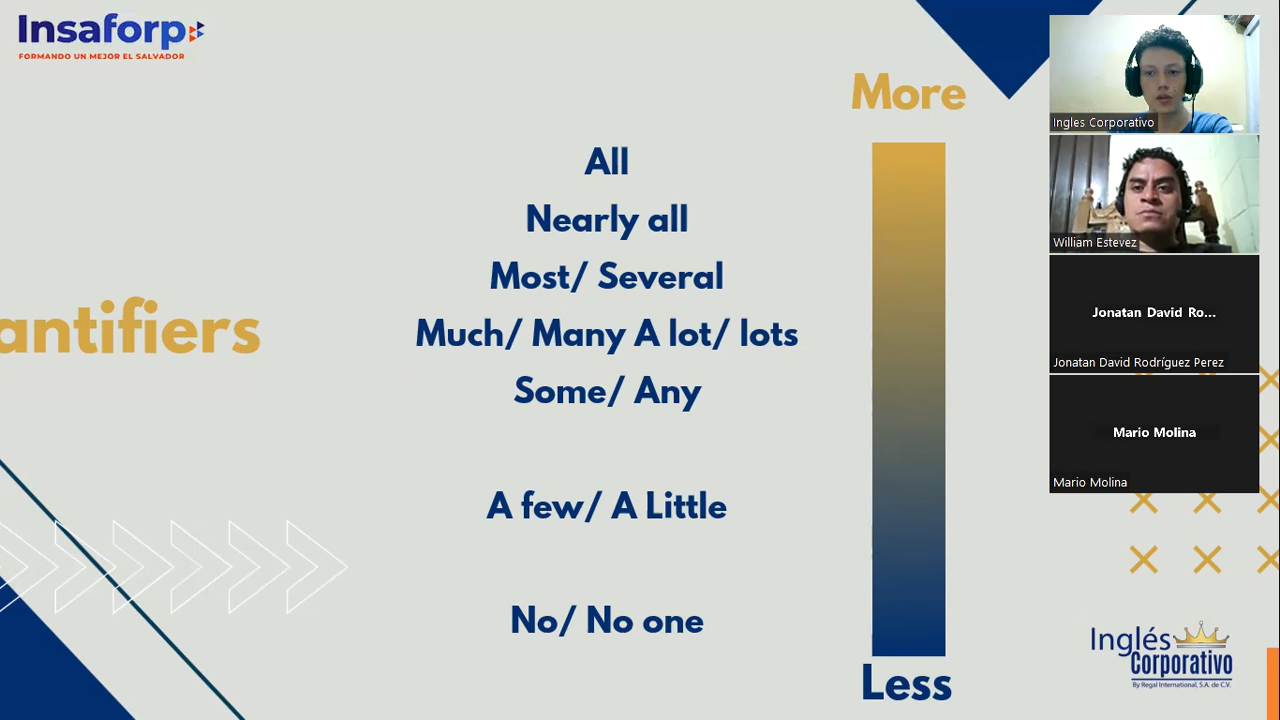 Insaforp
FORMANDO UN MEJOR EL SALVADOR
More
All
Nearly all
Most/ Several
antifiers
Much/ Many A lot/ lots
Some/ Any
A few/ A Little
No/ No one
Less
Ingles Corporativo
William Estevez
Jonatan David Ro...
Jonatan David Rodríguez Perez
Mario Molina
Mario Molina
Inglés
Corporativo
By Regal International, S.A. de C.V.